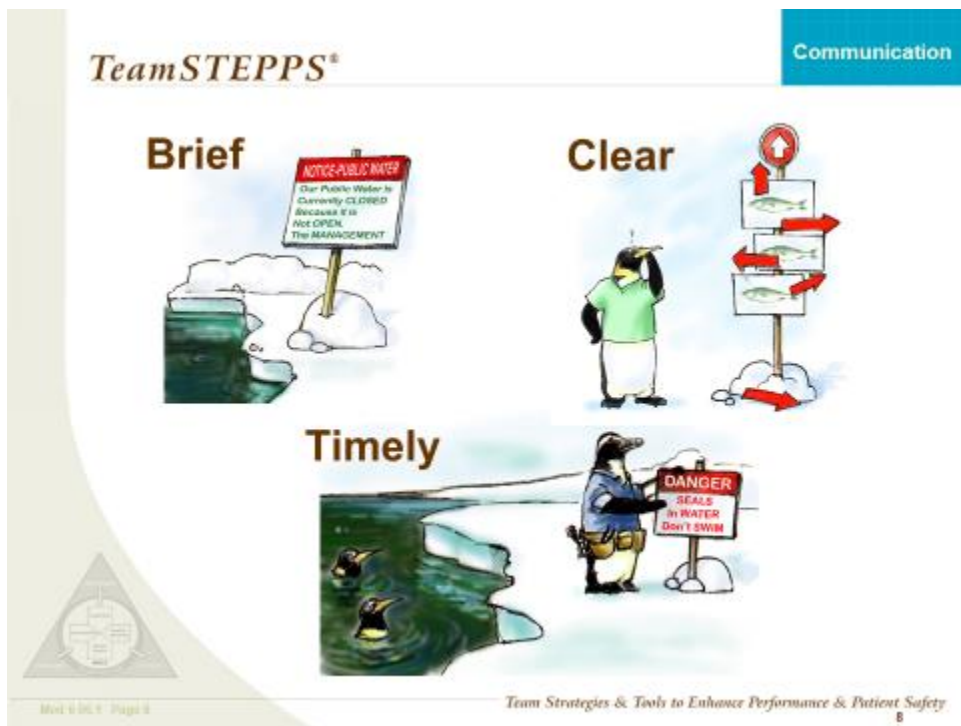 TeamSTEPPS®
Communication
Brief
NOTICE-PUBLIC WATER
Our Public Water is
Currently CLOSED
Because it is
Not OPEN.
The MANAGEMENT
Clear
Timely
DANGER
SEALS
in WATER
Don't SWIM
Team Strategies & Tools to Enhance Performance & Patient Safety
8